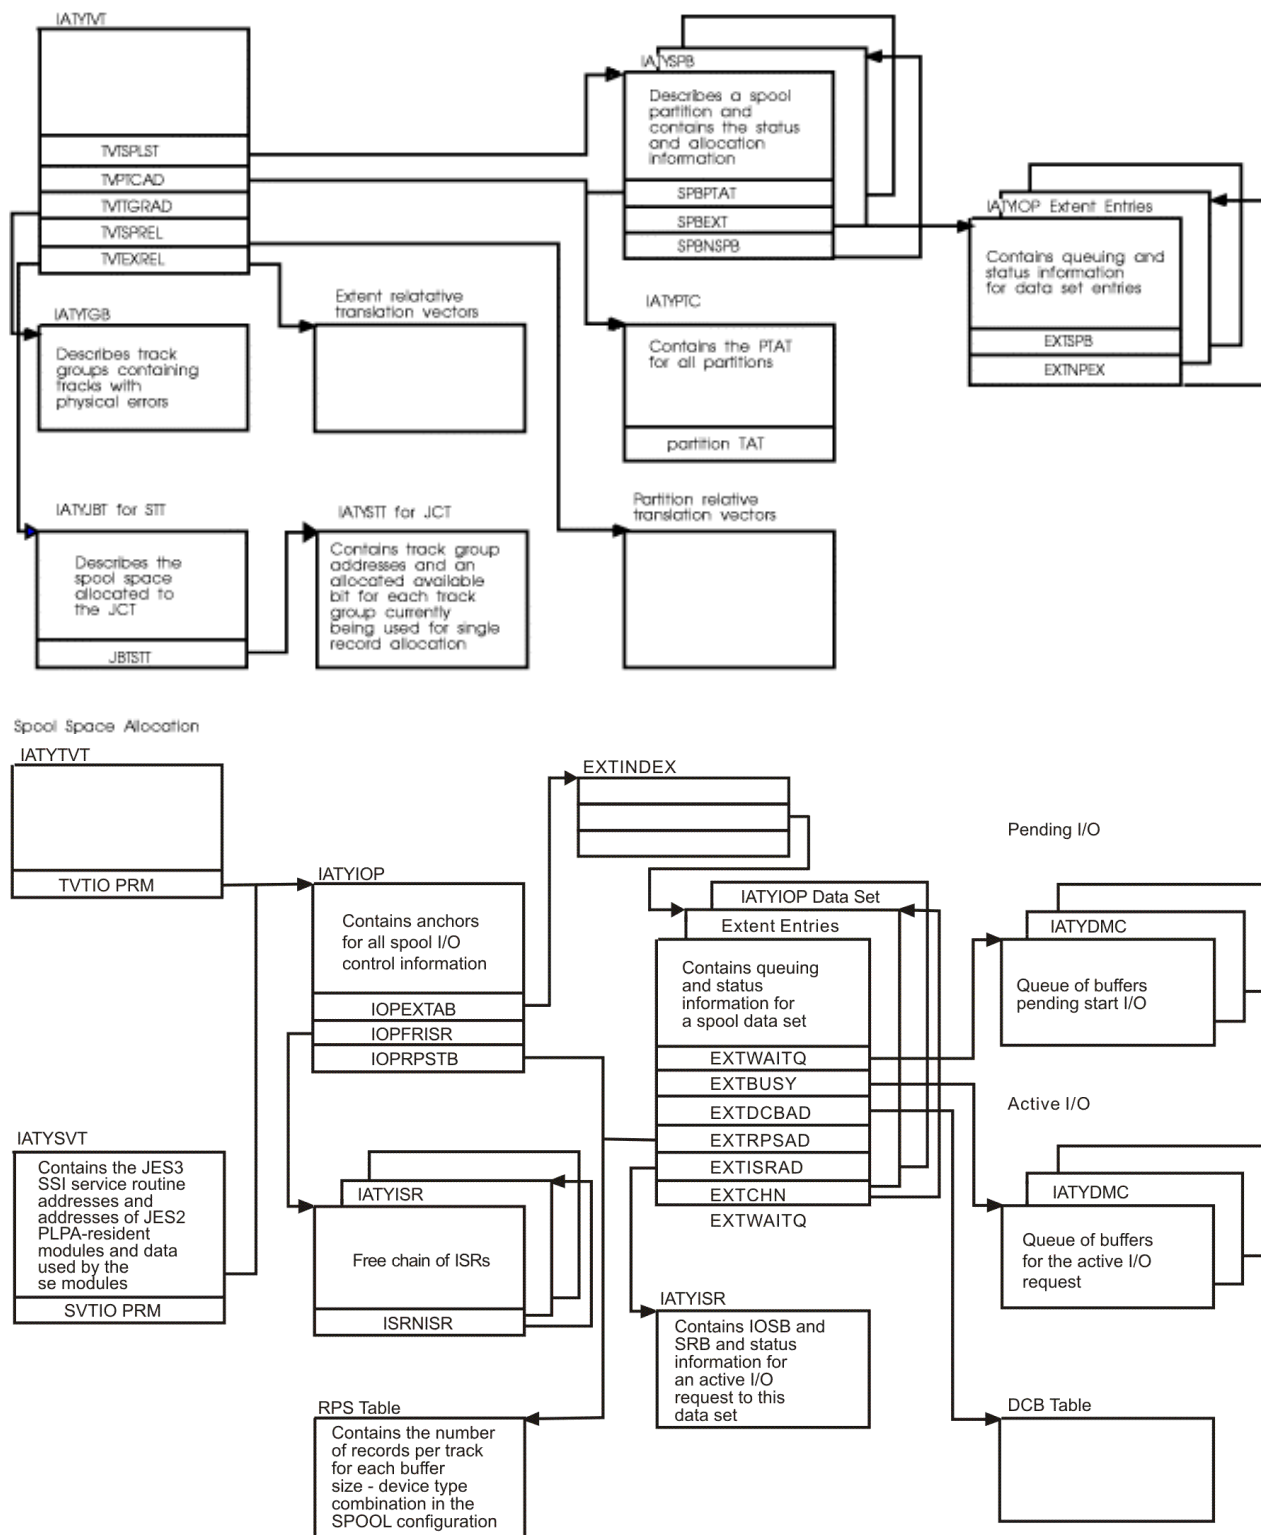 IATYTVT
TVTSPLST
TVPTCAD
TVTTGRAD
TVTSPREL
TVTEXREL
IATYSPB
Describes a spool
partition and
contains the status
and allocation
information
SPBPTAT
SPBEXT
SPBNSPB
IATYIOP Extent Entries
Contains queuing and
status information
for data set entries
EXTSPB
EXTNPEX
IATYTGB
Describes track
groups containing
tracks with
physical errors
Extent relatative
translation vectors
IATYPTC
Contains the PTAT
for all partitions
partition TAT
IATYJBT for STT
Describes the
spool space
allocated to
the JCT
JBTSTT
IATYSTT for JCT
Contains track group
addresses and an
allocated available
bit for each track
group currently
being used for single
record allocation
Partition relative
translation vectors
Spool Space Allocation
IATYTVT
TVTIO PRM
EXTINDEX
IATYIOP
Contains anchors
for all spool I/O
control information
IOPEXTAB
IOPFRISR
IOPRPSTB
IATYIOP Data Set
Extent Entries
Contains queuing
and status
information for
a spool data set
EXTWAITQ
EXTBUSY
EXTDCBAD
EXTRPSAD
EXTISRAD
EXTCHN
EXTWAITQ
Pending I/O
IATYDMC
Queue of buffers
pending start I/O
Active I/O
IATYDMC
Queue of buffers
for the active I/O
request
IATYSVT
Contains the JES3
SSI service routine
addresses and
addresses of JES2
PLPA-resident
modules and data
used by the
se modules
SVTIO PRM
IATYISR
Free chain of ISRs
ISRNISR
IATYISR
Contains IOSB and
SRB and status
information for
an active I/O
request to this
data set
RPS Table
Contains the number
of records per track
for each buffer
size - device type
combination in the
SPOOL configuration
DCB Table